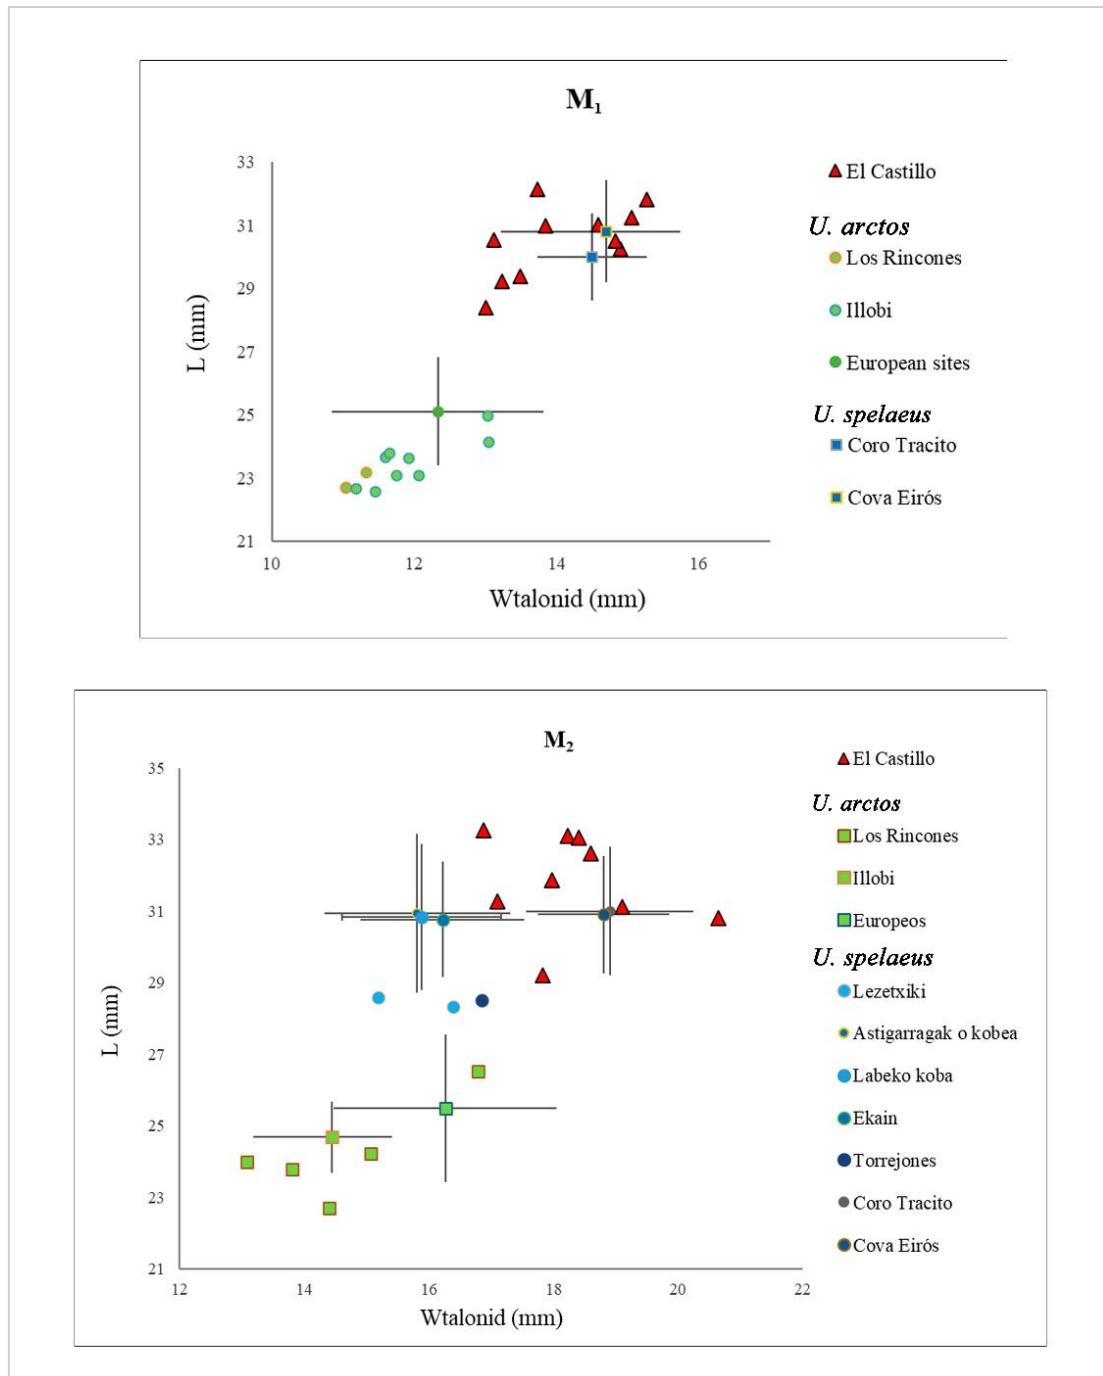 M₁
33
31
29
27
25
23
21
10
12
14
16
L (mm)
Wtalonid (mm)
El Castillo
U. arctos
Los Rincones
Illobi
European sites
U. spelaeus
Coro Tracito
Cova Eirós
M₂
35
33
31
29
27
25
23
21
12
14
16
18
20
22
L (mm)
Wtalonid (mm)
El Castillo
U. arctos
Los Rincones
Illobi
Europeos
U. spelaeus
Lezetxiki
Astigarragak o kobea
Labeko koba
Ekain
Torrejones
Coro Tracito
Cova Eirós